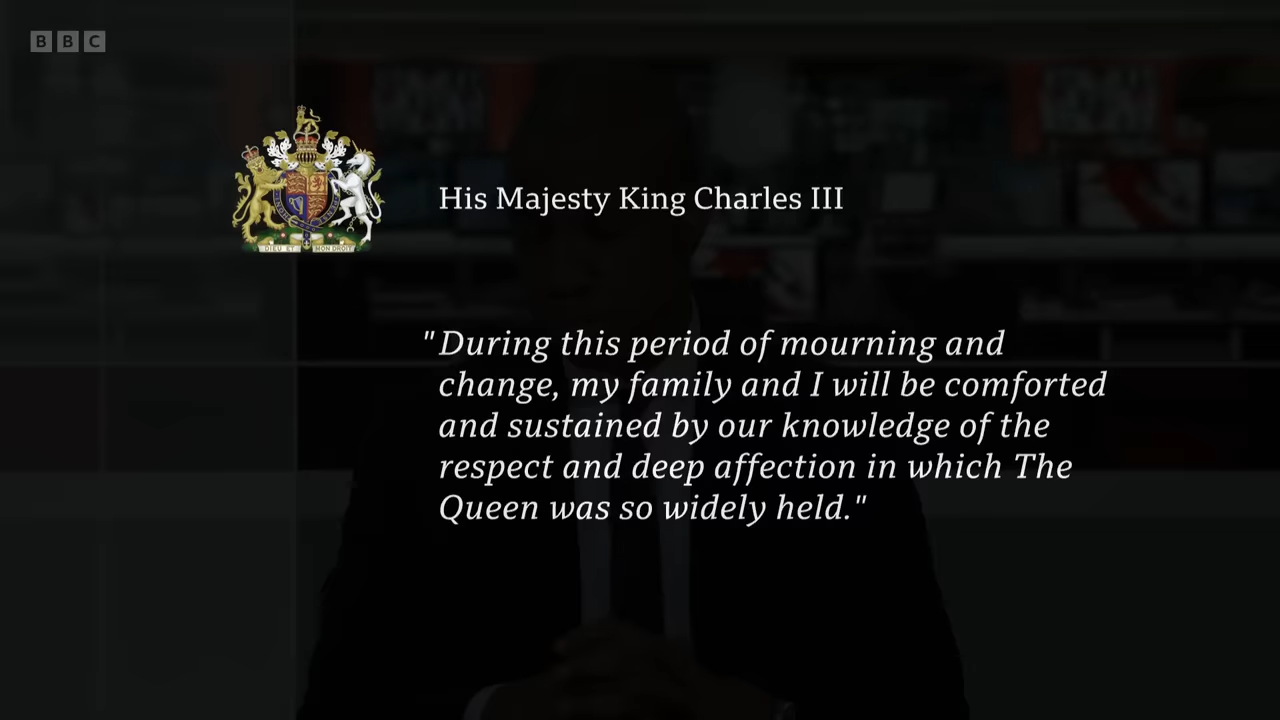 BBC
His Majesty King Charles III
DIEU ET MON DROIT
"During this period of mourning and
change, my family and I will be comforted
and sustained by our knowledge of the
respect and deep affection in which The
Queen was so widely held."